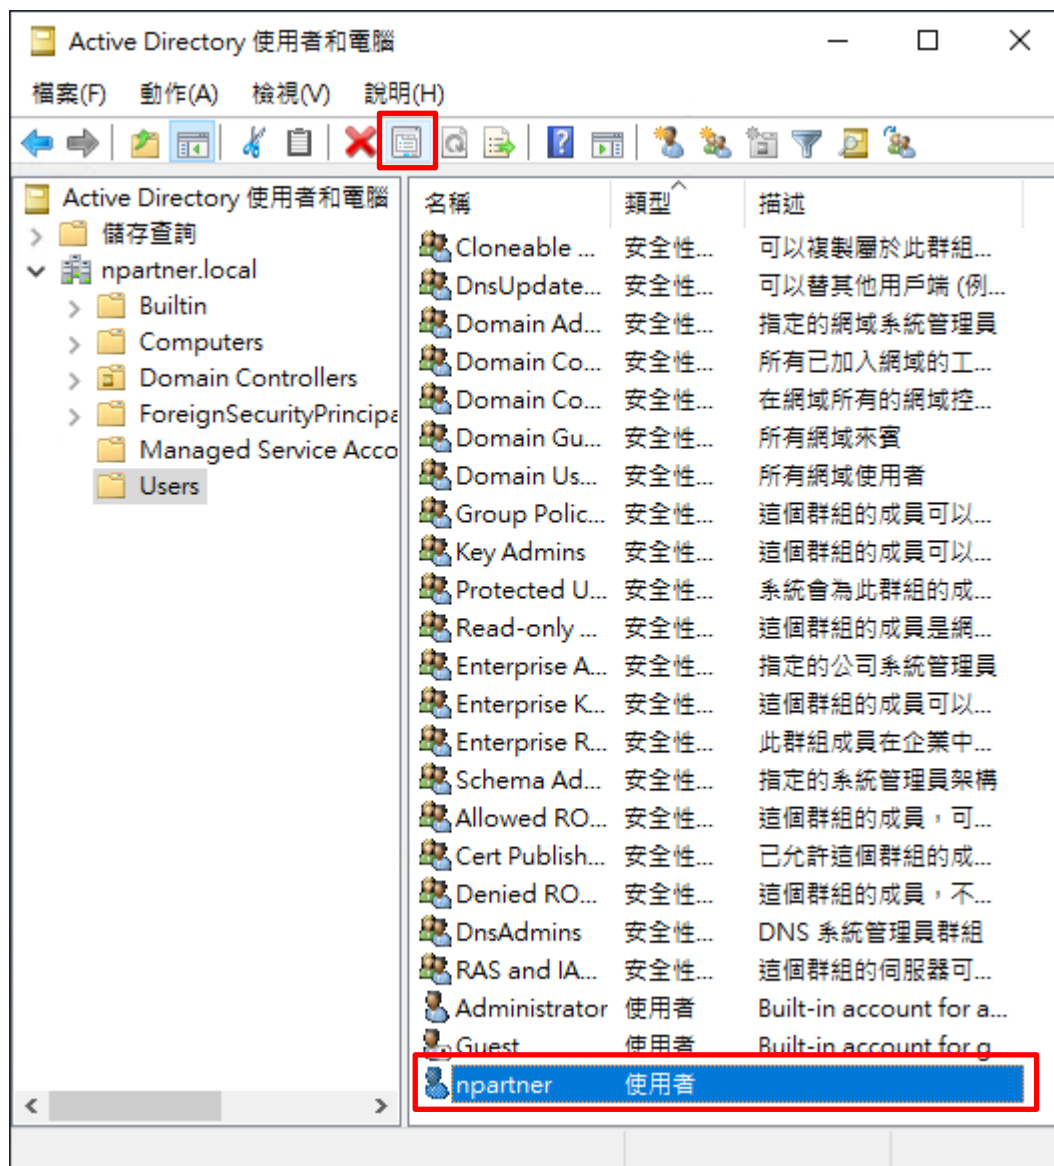 Active Directory 使用者和電腦
檔案(F) 動作(A) 檢視(V) 說明(H)
Active Directory 使用者和電腦
儲存查詢
npartner.local
Builtin
Computers
Domain Controllers
ForeignSecurityPrincipa
Managed Service Acco
Users
名稱 類型 描述
Cloneable ... 安全性... 可以複製屬於此群組...
DnsUpdate... 安全性... 可以替其他用戶端 (例...
Domain Ad... 安全性... 指定的網域系統管理員
Domain Co... 安全性... 所有已加入網域的工...
Domain Co... 安全性... 在網域所有的網域控...
Domain Gu... 安全性... 所有網域來賓
Domain Us... 安全性... 所有網域使用者
Group Polic... 安全性... 這個群組的成員可以...
Key Admins 安全性... 這個群組的成員可以...
Protected U... 安全性... 系統會為此群組的成...
Read-only ... 安全性... 這個群組的成員是網...
Enterprise A... 安全性... 指定的公司系統管理員
Enterprise K... 安全性... 這個群組的成員可以...
Enterprise R... 安全性... 此群組成員在企業中...
Schema Ad... 安全性... 指定的系統管理員架構
Allowed RO... 安全性... 這個群組的成員，可...
Cert Publish... 安全性... 已允許這個群組的成...
Denied RO... 安全性... 這個群組的成員，不...
DnsAdmins 安全性... DNS 系統管理員群組
RAS and IA... 安全性... 這個群組的伺服器可...
Administrator 使用者 Built-in account for a...
Guest 使用者 Built-in account for g
npartner 使用者